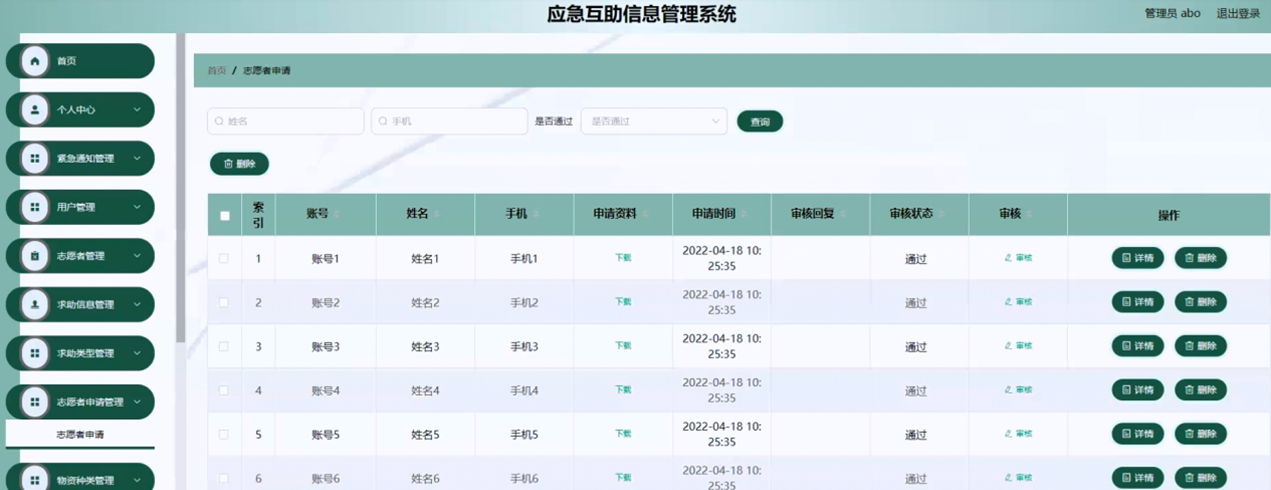 应急互助信息管理系统
管理员 abo 退出登录
首页
个人中心
紧急通知管理
用户管理
志愿者管理
求助信息管理
求助类型管理
志愿者申请管理
志愿者申请
物资种类管理
首页 / 志愿者申请
姓名 手机 是否通过 是否通过 查询
删除
索引 账号 姓名 手机 申请资料 申请时间 审核回复 审核状态 审核 操作
1 账号1 姓名1 手机1 下载 2022-04-18 10:25:35 通过 审核 详情 删除
2 账号2 姓名2 手机2 下载 2022-04-18 10:25:35 通过 审核 详情 删除
3 账号3 姓名3 手机3 下载 2022-04-18 10:25:35 通过 审核 详情 删除
4 账号4 姓名4 手机4 下载 2022-04-18 10:25:35 通过 审核 详情 删除
5 账号5 姓名5 手机5 下载 2022-04-18 10:25:35 通过 审核 详情 删除
6 账号6 姓名6 手机6 下载 2022-04-18 10:25:35 通过 审核 详情 删除